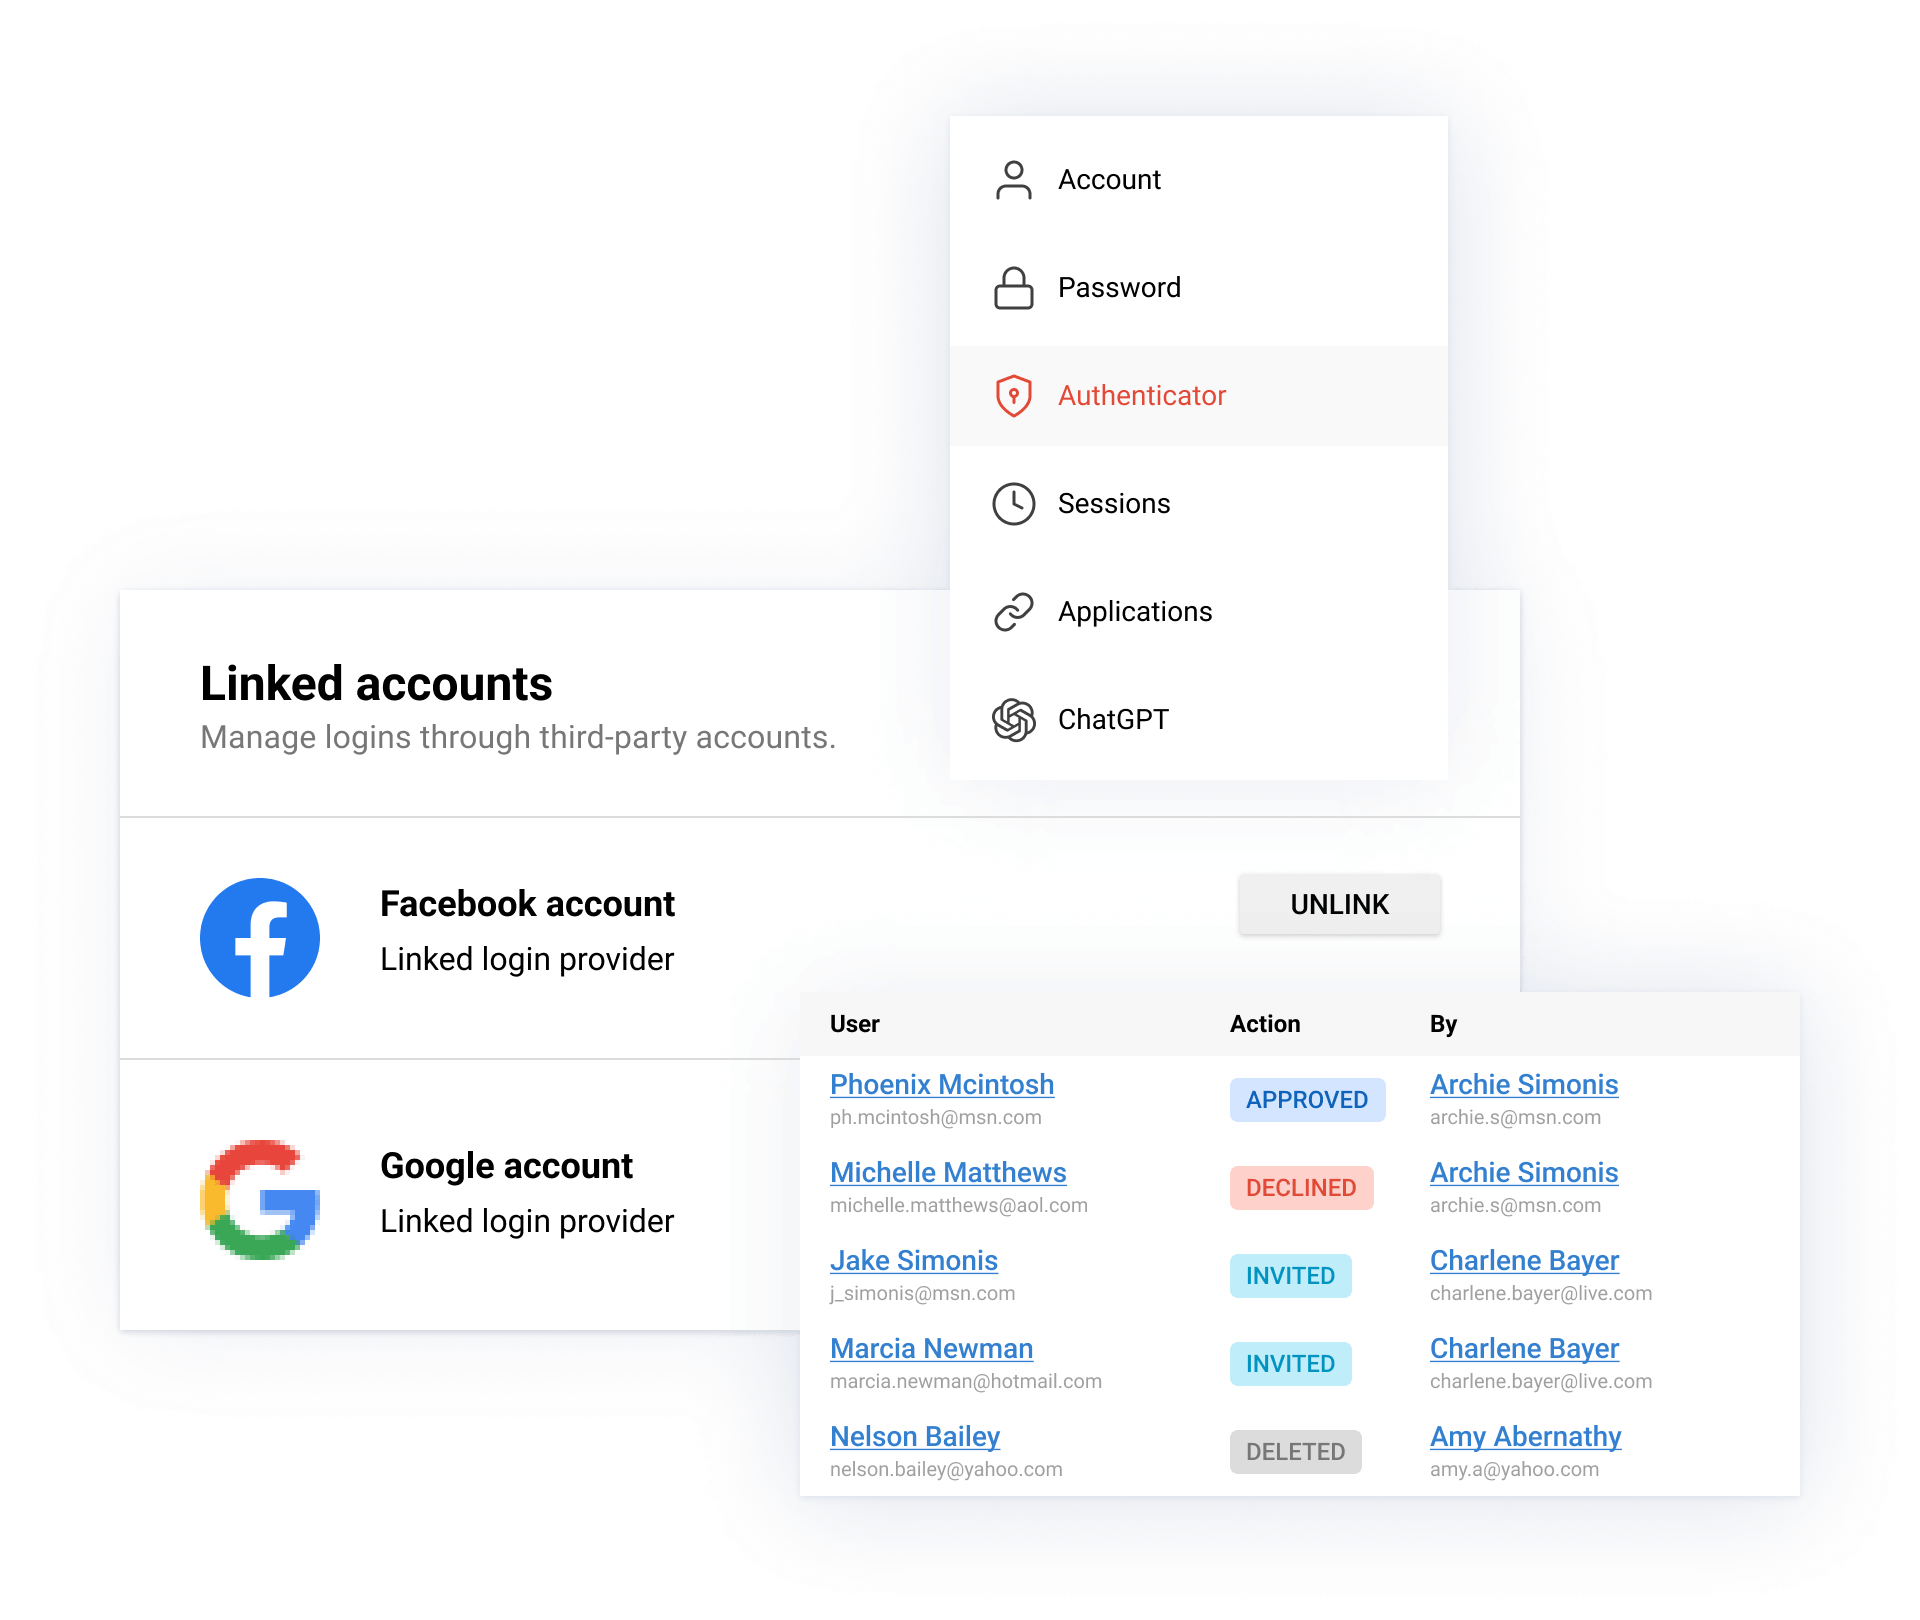 Account
Password
Authenticator
Sessions
Applications
ChatGPT
Linked accounts
Manage logins through third-party accounts.
Facebook account
Linked login provider
UNLINK
Google account
Linked login provider
User Action By
Phoenix Mcintosh APPROVED Archie Simonis
ph.mcintosh@msn.com archie.s@msn.com
Michelle Matthews DECLINED Archie Simonis
michelle.matthews@aol.com archie.s@msn.com
Jake Simonis INVITED Charlene Bayer
j_simonis@msn.com charlene.bayer@live.com
Marcia Newman INVITED Charlene Bayer
marcia.newman@hotmail.com charlene.bayer@live.com
Nelson Bailey DELETED Amy Abernathy
nelson.bailey@yahoo.com amy.a@yahoo.com